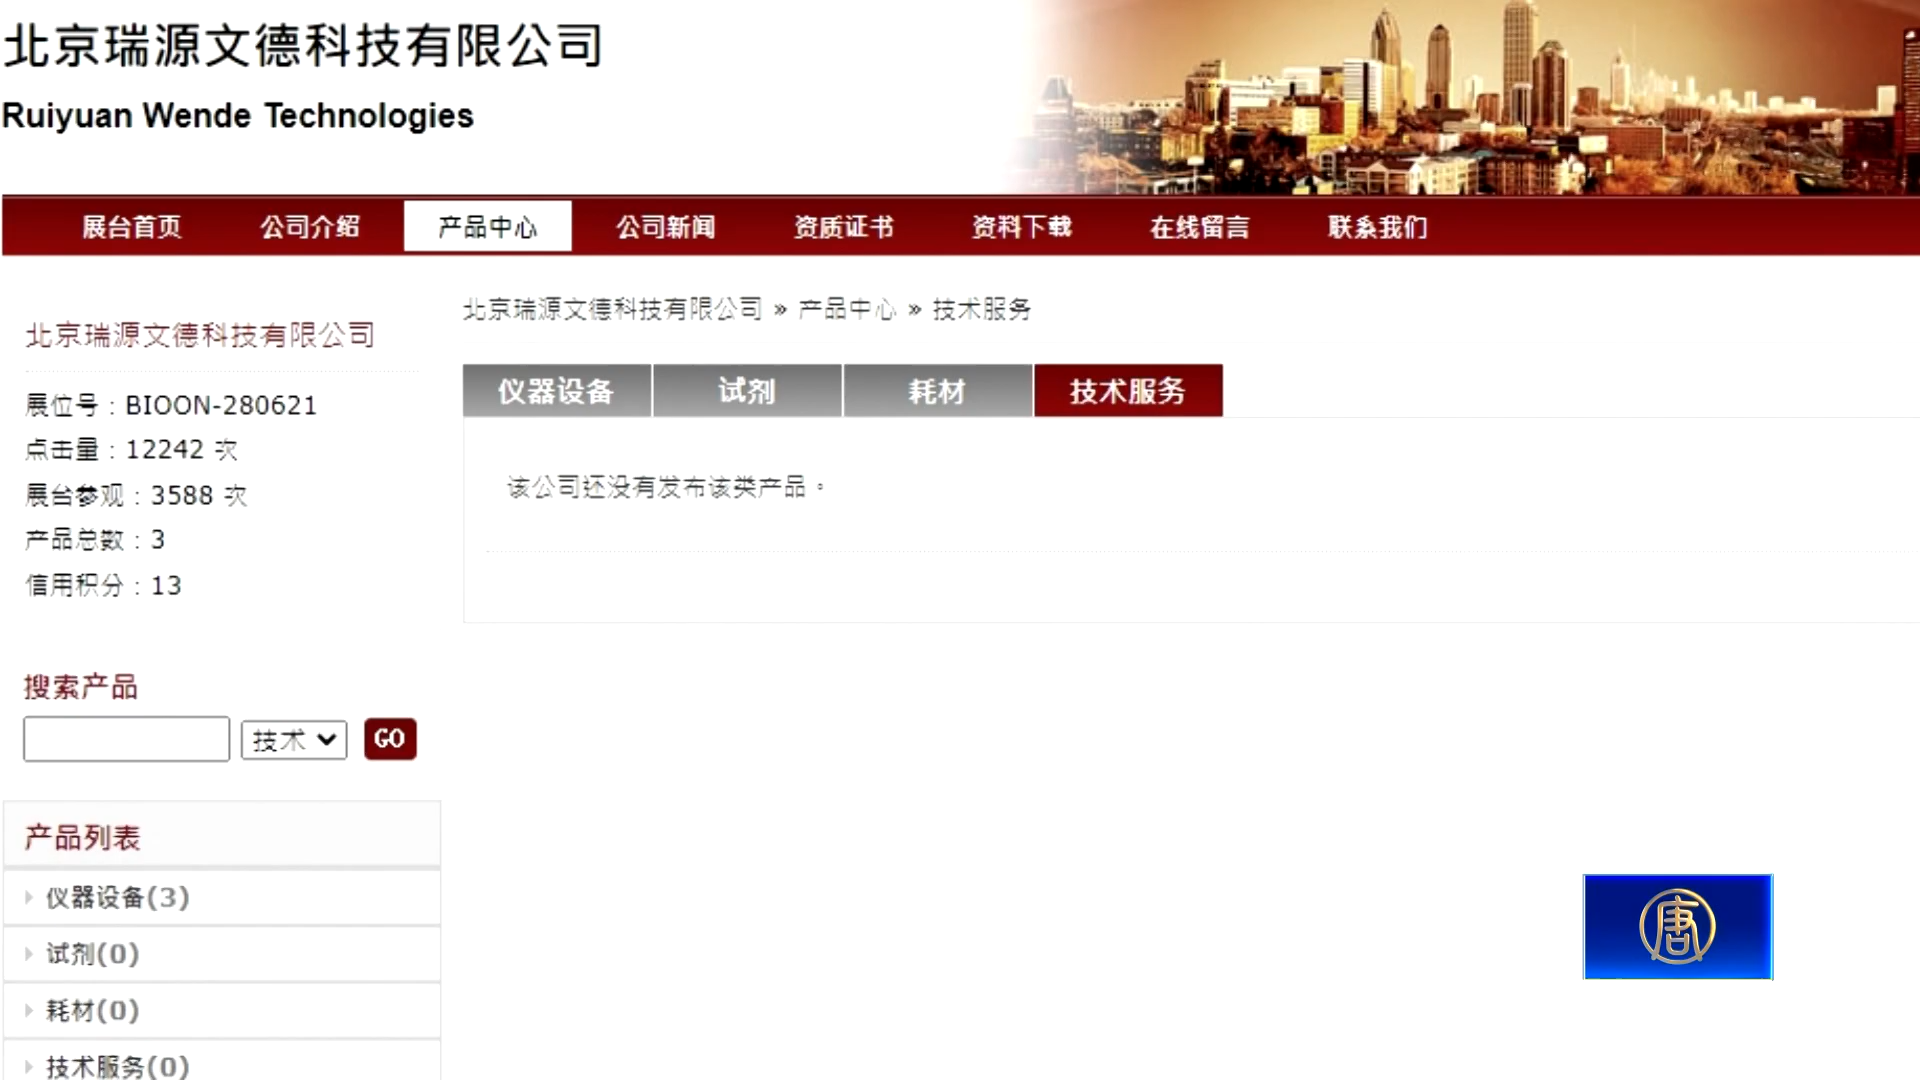 北京瑞源文德科技有限公司
Ruiyuan Wende Technologies
展台首页 公司介绍 产品中心 公司新闻 资质证书 资料下载 在线留言 联系我们
北京瑞源文德科技有限公司 » 产品中心 » 技术服务
北京瑞源文德科技有限公司
展位号：BIOON-280621
点击量：12242 次
展台参观：3588 次
产品总数：3
信用积分：13
仪器设备 试剂 耗材 技术服务
该公司还没有发布该类产品。
搜索产品
技术 GO
产品列表
仪器设备(3)
试剂(0)
耗材(0)
技术服务(0)
唐